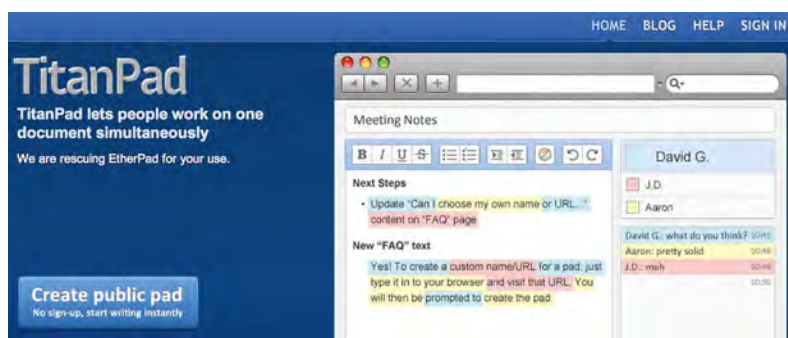 HOME BLOG HELP SIGN IN
TitanPad
TitanPad lets people work on one
document simultaneously
We are rescuing EtherPad for your use.
Create public pad
No sign-up, start writing instantly
Meeting Notes
B I U S
Next Steps
• Update "Can I choose my own name or URL..."
content on "FAQ" page
New "FAQ" text
Yes! To create a custom name/URL for a pad, just
type it in to your browser and visit that URL. You
will then be prompted to create the pad.
David G.
J.D.
Aaron
David G.: what do you think? 10:45
Aaron: pretty solid
J.D.: meh
10:50